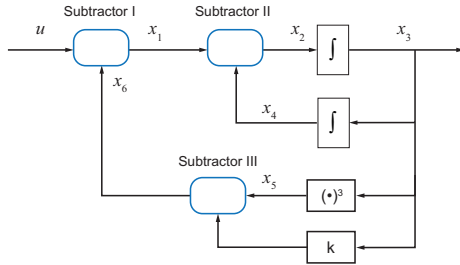 Subtractor I
Subtractor II
u
x₁
x₂
∫
x₃
x₆
x₄
∫
Subtractor III
x₅
(•)³
k